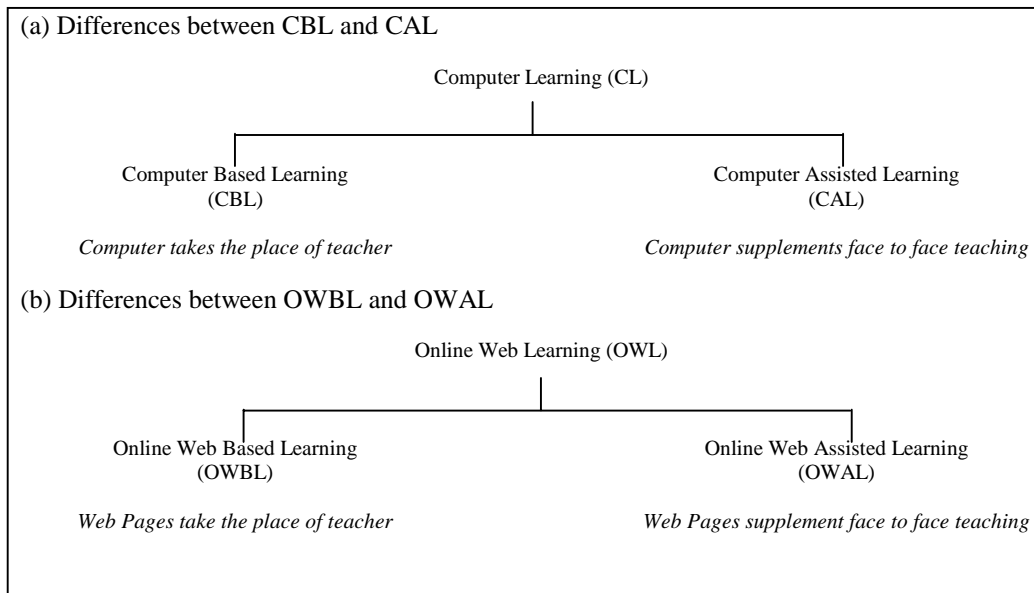 (a) Differences between CBL and CAL
Computer Learning (CL)
Computer Based Learning
(CBL)
Computer Assisted Learning
(CAL)
Computer takes the place of teacher
Computer supplements face to face teaching
(b) Differences between OWBL and OWAL
Online Web Learning (OWL)
Online Web Based Learning
(OWBL)
Online Web Assisted Learning
(OWAL)
Web Pages take the place of teacher
Web Pages supplement face to face teaching